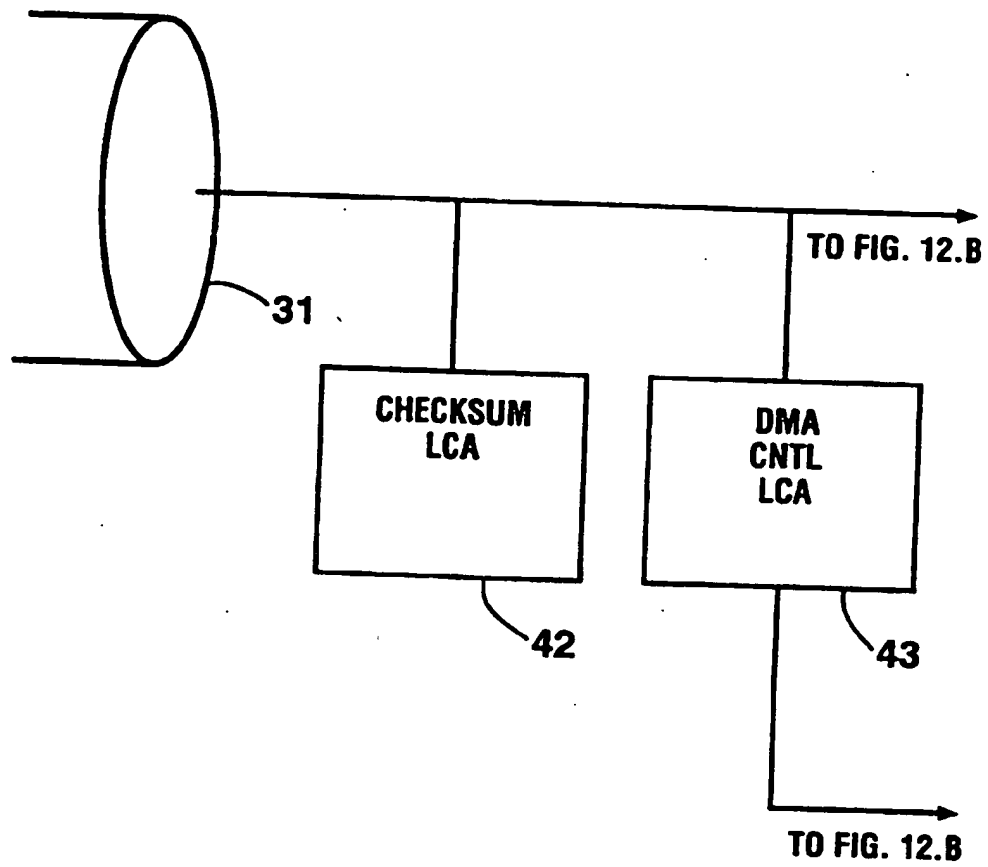 TO FIG. 12.B
31
CHECKSUM
LCA
DMA
CNTL
LCA
42
43
TO FIG. 12.B